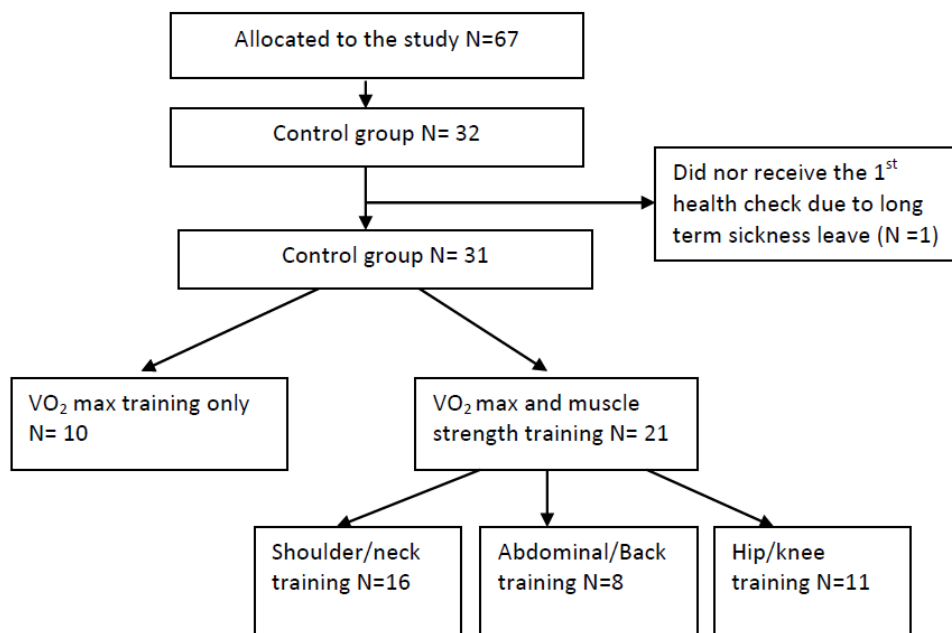 Allocated to the study N=67
Control group N= 32
Did nor receive the 1st
health check due to long
term sickness leave (N =1)
Control group N= 31
VO2 max training only
N= 10
VO2 max and muscle
strength training N= 21
Shoulder/neck
training N=16
Abdominal/Back
training N=8
Hip/knee
training N=11